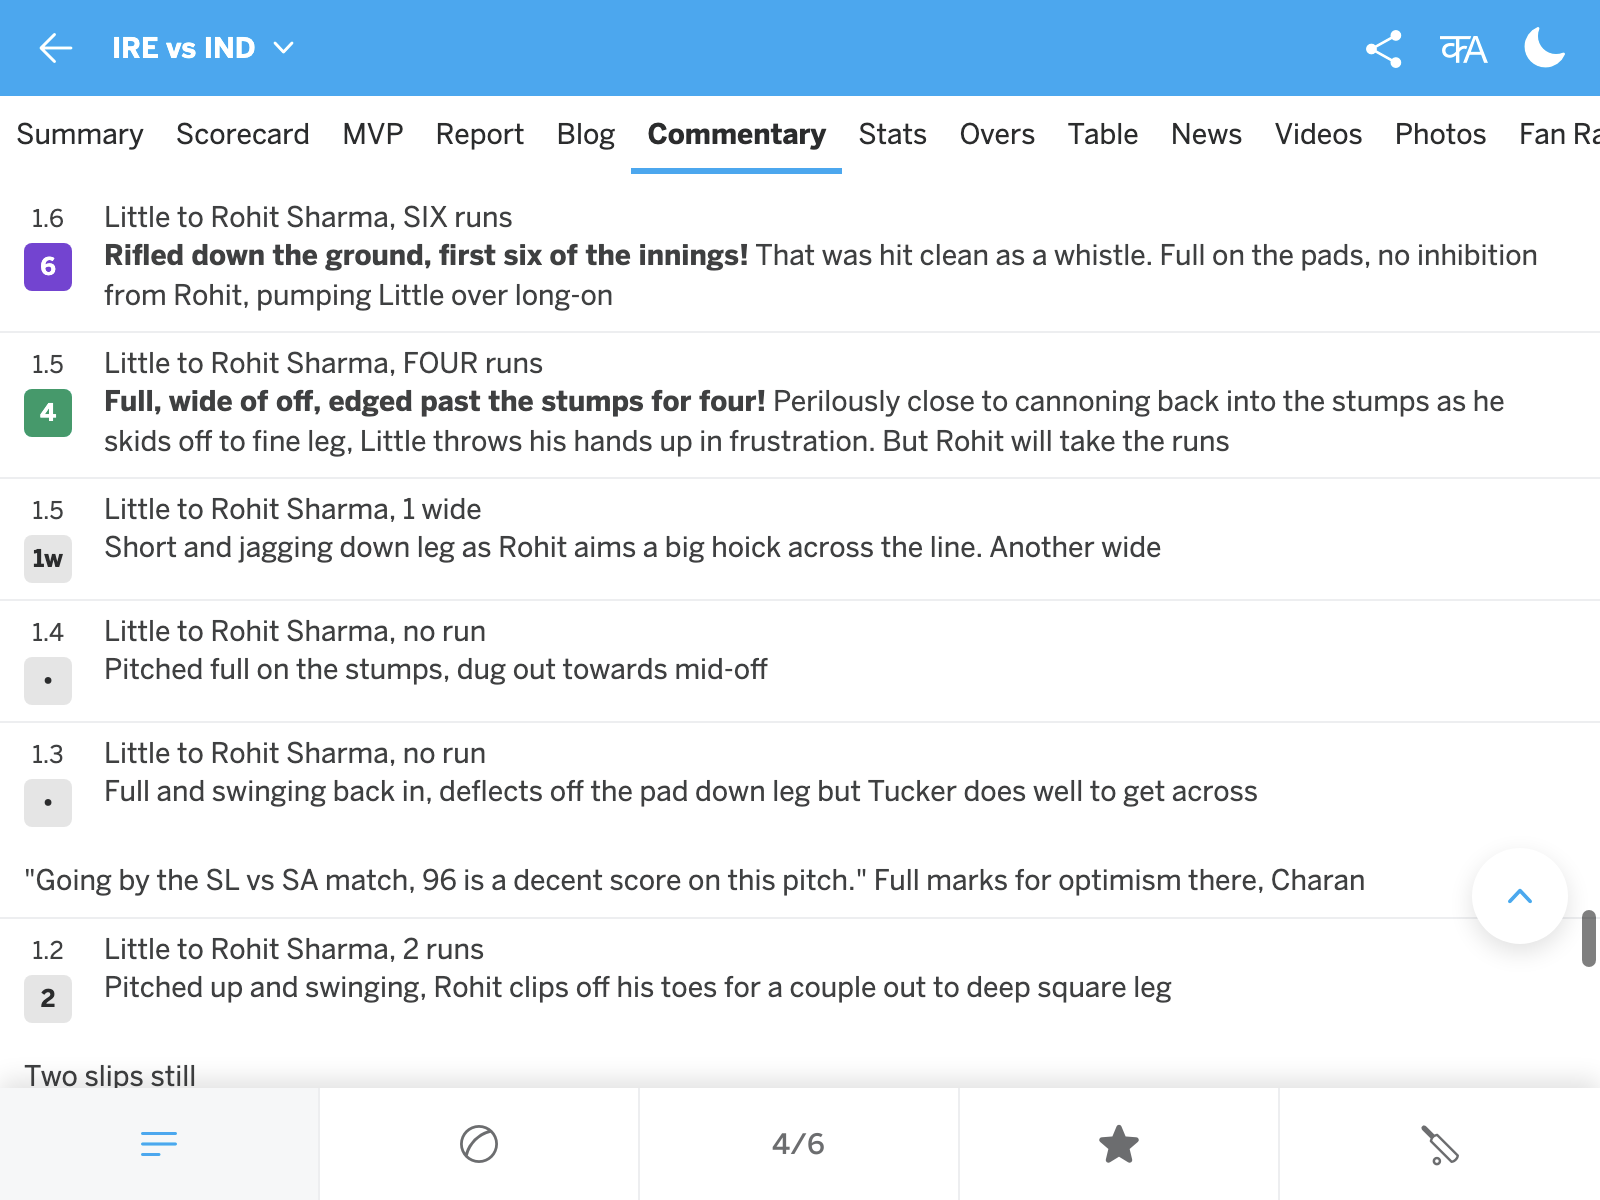 IRE vs IND
Summary Scorecard MVP Report Blog Commentary Stats Overs Table News Videos Photos Fan Ra
1.6 Little to Rohit Sharma, SIX runs
6 Rifled down the ground, first six of the innings! That was hit clean as a whistle. Full on the pads, no inhibition
from Rohit, pumping Little over long-on
1.5 Little to Rohit Sharma, FOUR runs
4 Full, wide of off, edged past the stumps for four! Perilously close to cannoning back into the stumps as he
skids off to fine leg, Little throws his hands up in frustration. But Rohit will take the runs
1.5 Little to Rohit Sharma, 1 wide
1w Short and jagging down leg as Rohit aims a big hoick across the line. Another wide
1.4 Little to Rohit Sharma, no run
• Pitched full on the stumps, dug out towards mid-off
1.3 Little to Rohit Sharma, no run
• Full and swinging back in, deflects off the pad down leg but Tucker does well to get across
"Going by the SL vs SA match, 96 is a decent score on this pitch." Full marks for optimism there, Charan
1.2 Little to Rohit Sharma, 2 runs
2 Pitched up and swinging, Rohit clips off his toes for a couple out to deep square leg
Two slips still
4/6